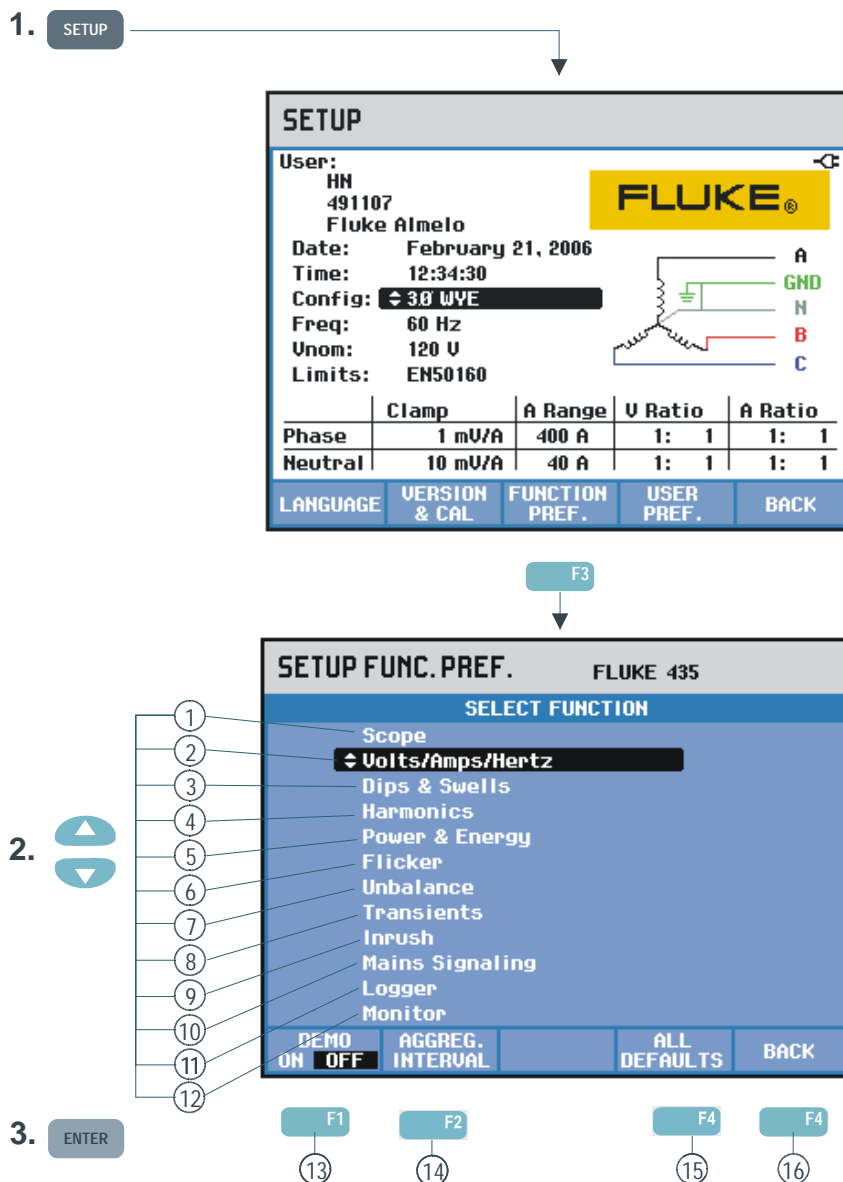 1. SETUP
SETUP
User:
HN
491107
Fluke Almelo
FLUKE®
Date: February 21, 2006
Time: 12:34:30
Config: 3Ø WYE
Freq: 60 Hz
Vnom: 120 V
Limits: EN50160
A
GND
N
B
C
Clamp A Range V Ratio A Ratio
Phase 1 mV/A 400 A 1: 1 1: 1
Neutral 10 mV/A 40 A 1: 1 1: 1
LANGUAGE VERSION & CAL FUNCTION PREF. USER PREF. BACK
F3
SETUP FUNC. PREF. FLUKE 435
SELECT FUNCTION
2.
1 Scope
2 Volts/Amps/Hertz
3 Dips & Swells
4 Harmonics
5 Power & Energy
6 Flicker
7 Unbalance
8 Transients
9 Inrush
10 Mains Signaling
11 Logger
12 Monitor
DEMO ON OFF AGGREG. INTERVAL ALL DEFAULTS BACK
3. ENTER
F1 F2 F4 F4
13 14 15 16